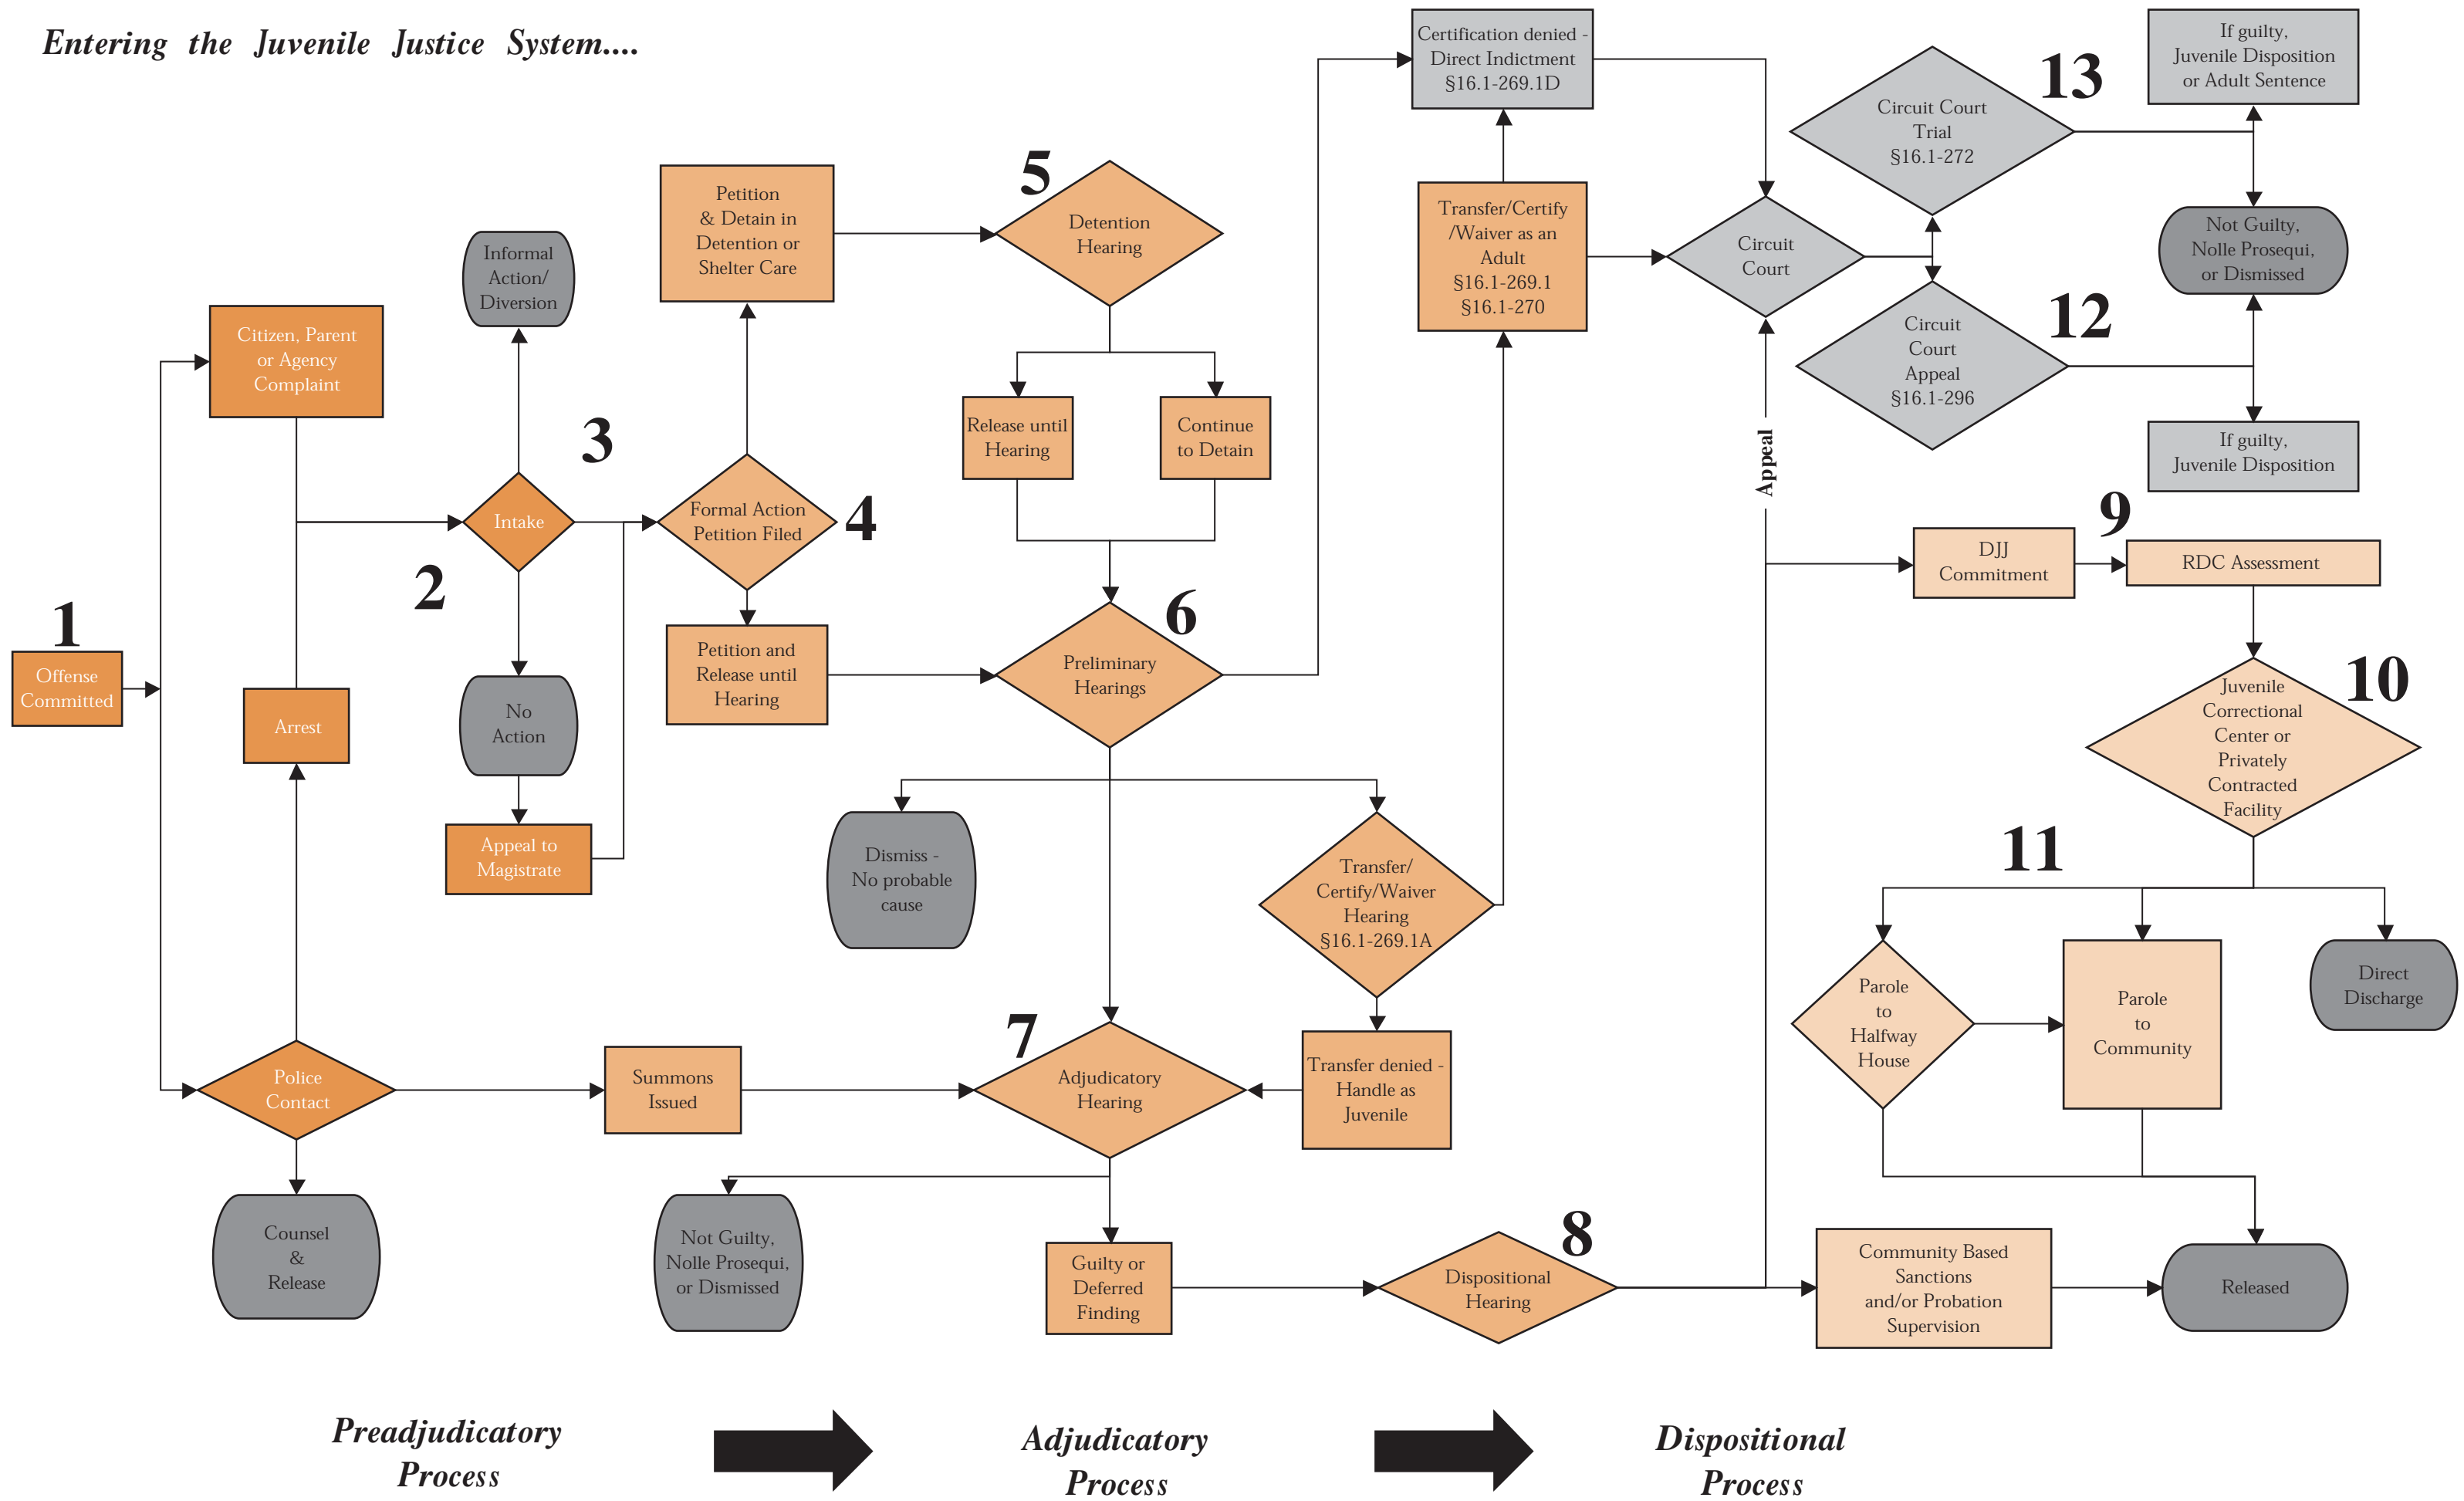 Entering the Juvenile Justice System....
1
Offense
Committed
Citizen, Parent
or Agency
Complaint
Arrest
Police
Contact
Counsel
&
Release
2
Informal
Action/
Diversion
Intake
No
Action
Appeal to
Magistrate
3
Petition
& Detain in
Detention or
Shelter Care
Formal Action
Petition Filed
4
Petition and
Release until
Hearing
Summons
Issued
Not Guilty,
Nolle Prosequi,
or Dismissed
5
Detention
Hearing
Release until
Hearing
Continue
to Detain
6
Preliminary
Hearings
Dismiss -
No probable
cause
Transfer/
Certify/Waiver
Hearing
§16.1-269.1A
7
Adjudicatory
Hearing
Transfer denied -
Handle as
Juvenile
Guilty or
Deferred
Finding
8
Dispositional
Hearing
Certification denied -
Direct Indictment
§16.1-269.1D
Transfer/Certify
/Waiver as an
Adult
§16.1-269.1
§16.1-270
Circuit
Court
Appeal
13
Circuit Court
Trial
§16.1-272
If guilty,
Juvenile Disposition
or Adult Sentence
Not Guilty,
Nolle Prosequi,
or Dismissed
12
Circuit
Court
Appeal
§16.1-296
If guilty,
Juvenile Disposition
9
DJJ
Commitment
RDC Assessment
10
Juvenile
Correctional
Center or
Privately
Contracted
Facility
11
Parole
to
Halfway
House
Parole
to
Community
Direct
Discharge
Community Based
Sanctions
and/or Probation
Supervision
Released
Preadjudicatory
Process
Adjudicatory
Process
Dispositional
Process